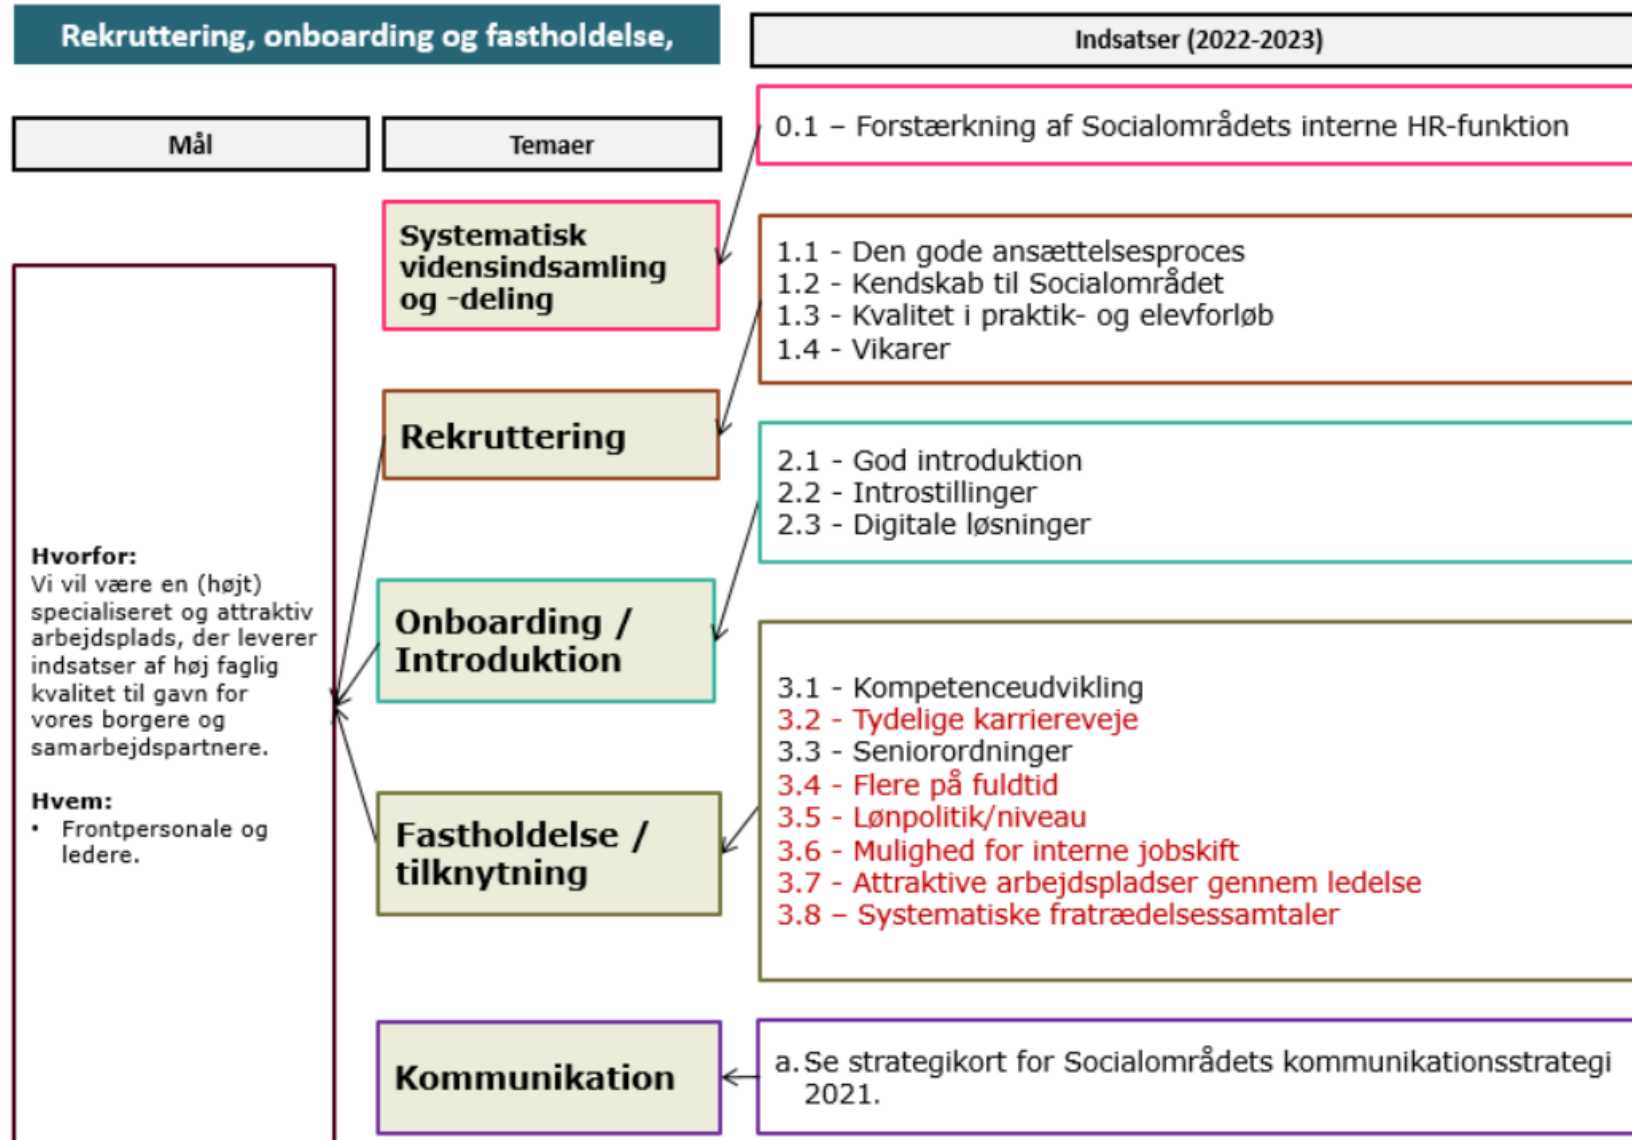 Rekruttering, onboarding og fastholdelse,
Indsatser (2022-2023)
Mål
Temaer
0.1 – Forstærkning af Socialområdets interne HR-funktion
Systematisk
vidensindsamling
og -deling
1.1 - Den gode ansættelsesproces
1.2 - Kendskab til Socialområdet
1.3 - Kvalitet i praktik- og elevforløb
1.4 - Vikarer
Rekruttering
2.1 - God introduktion
2.2 - Introstillinger
2.3 - Digitale løsninger
Hvorfor:
Vi vil være en (højt)
specialiseret og attraktiv
arbejdsplads, der leverer
indsatser af høj faglig
kvalitet til gavn for
vores borgere og
samarbejdspartnere.
Hvem:
• Frontpersonale og
ledere.
Onboarding /
Introduktion
3.1 - Kompetenceudvikling
3.2 - Tydelige karriereveje
3.3 - Seniorordninger
3.4 - Flere på fuldtid
3.5 - Lønpolitik/niveau
3.6 - Mulighed for interne jobskift
3.7 - Attraktive arbejdspladser gennem ledelse
3.8 – Systematiske fratrædelsessamtaler
Fastholdelse /
tilknytning
Kommunikation
a. Se strategikort for Socialområdets kommunikationsstrategi
2021.